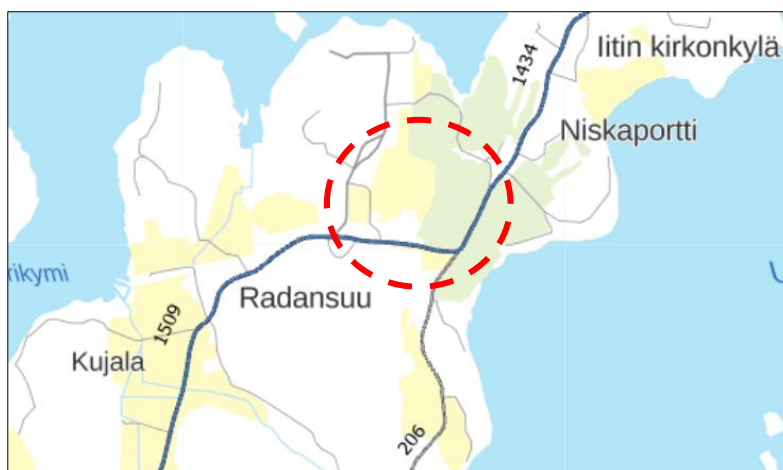 Iitin kirkonkylä
1434
Niskaportti
rikymi
U
Radansuu
1509
Kujala
206